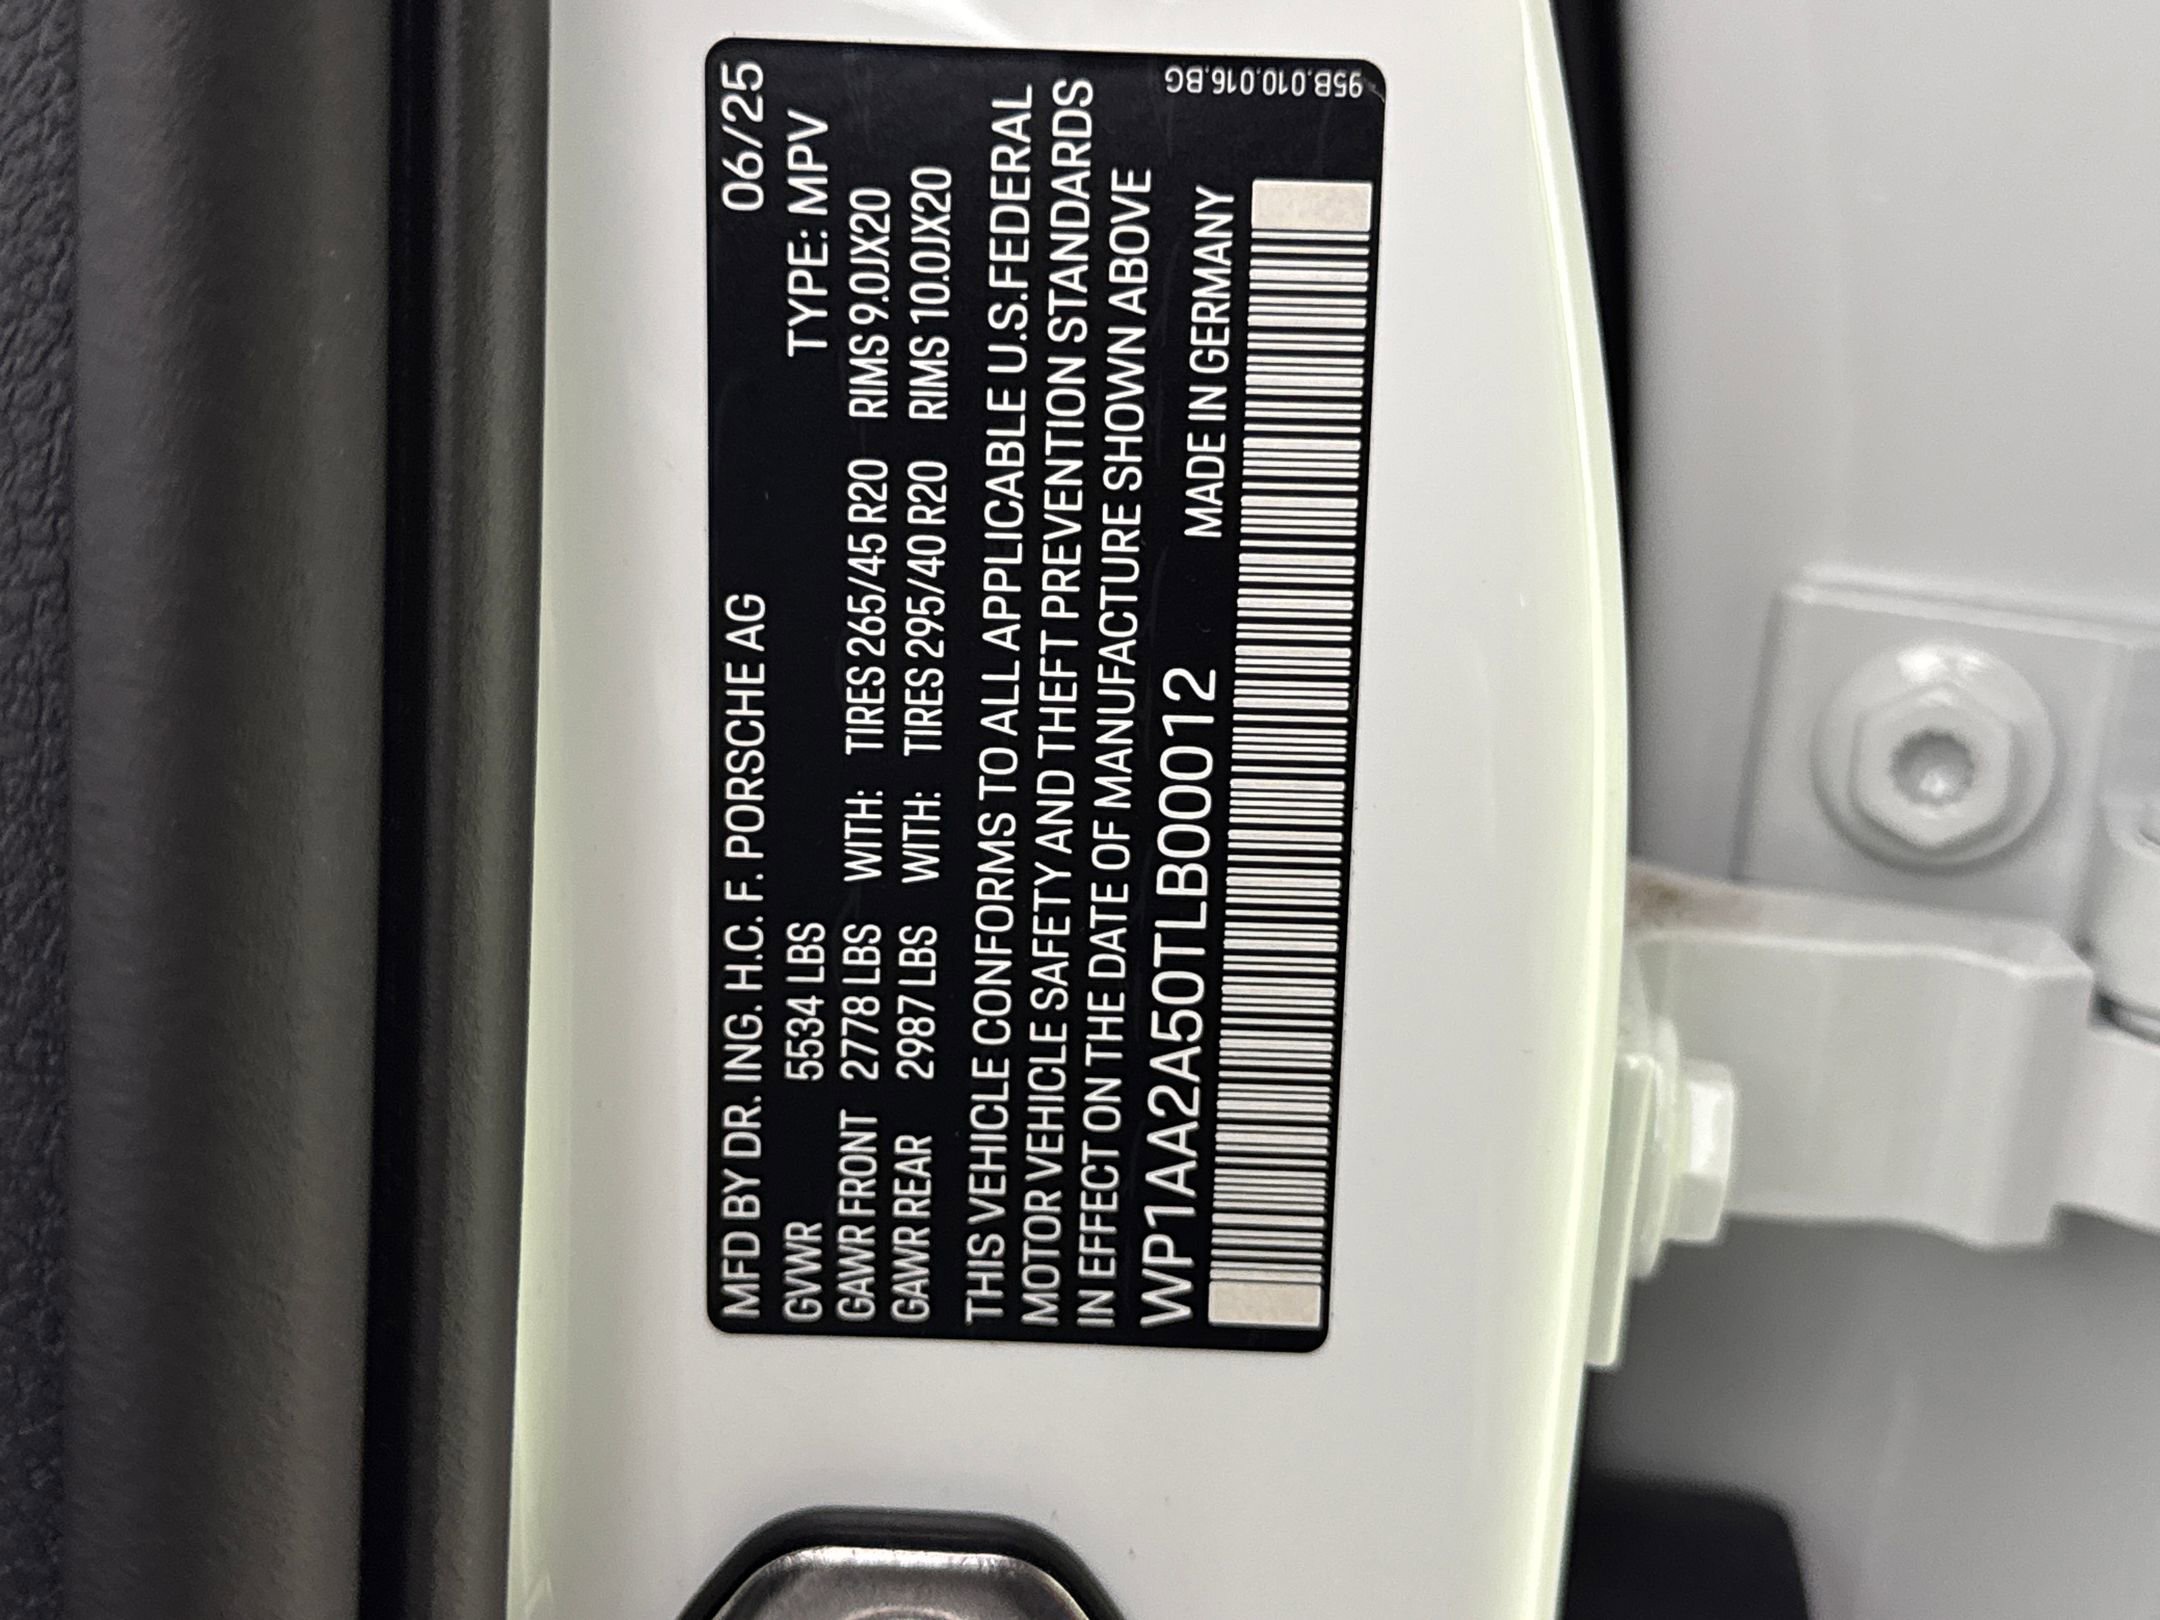 MFD BY DR. ING. H.C. F. PORSCHE AG 06/25
GVWR 5534 LBS TYPE: MPV
GAWR FRONT 2778 LBS WITH: TIRES 265/45 R20 RIMS 9.0JX20
GAWR REAR 2987 LBS WITH: TIRES 295/40 R20 RIMS 10.0JX20
THIS VEHICLE CONFORMS TO ALL APPLICABLE U.S. FEDERAL
MOTOR VEHICLE SAFETY AND THEFT PREVENTION STANDARDS
IN EFFECT ON THE DATE OF MANUFACTURE SHOWN ABOVE
WP1AA2A50TLB00012 MADE IN GERMANY
95B.010.016.BG